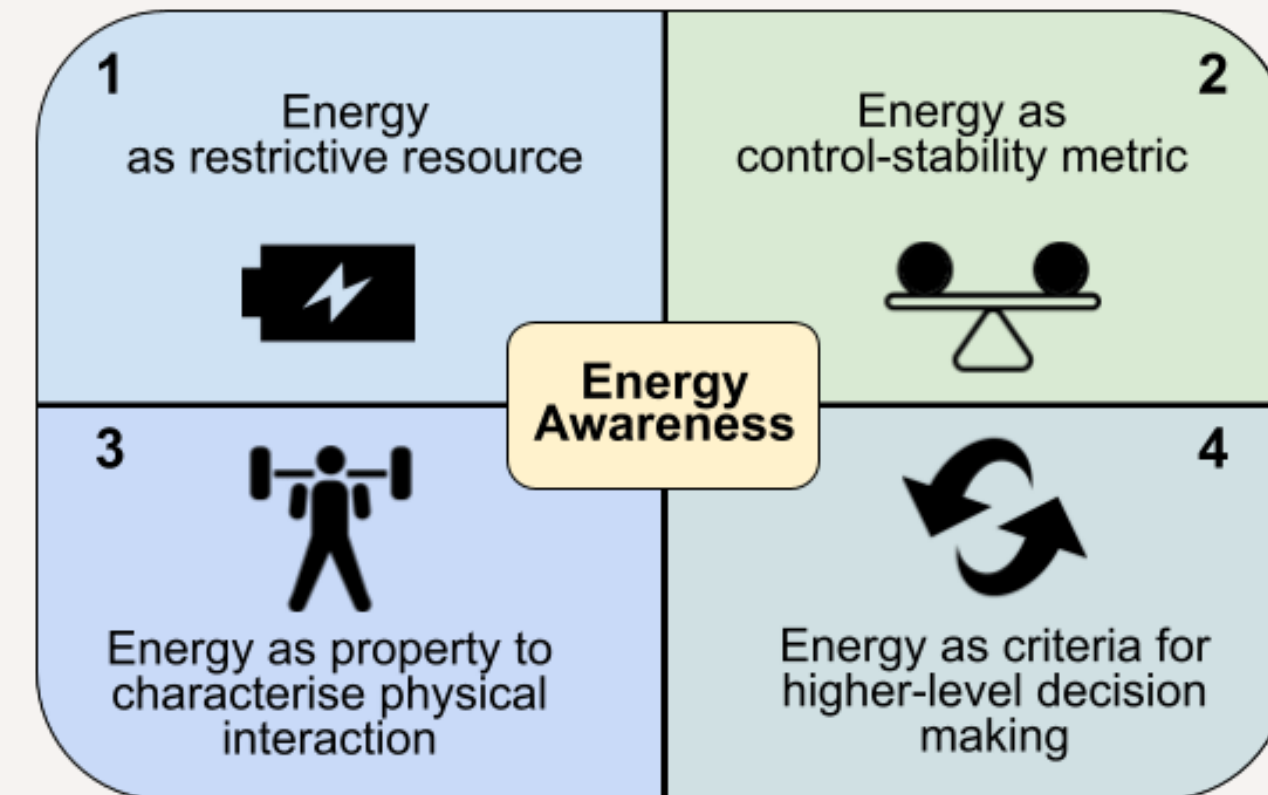 1
Energy
as restrictive resource
2
Energy as
control-stability metric
Energy
Awareness
3
Energy as property to
characterise physical
interaction
4
Energy as criteria for
higher-level decision
making